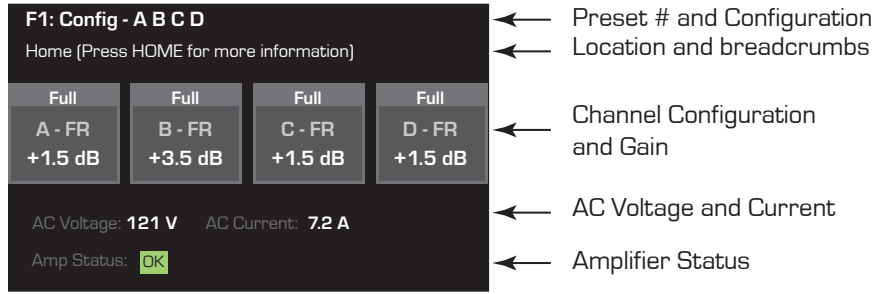 F1: Config - A B C D
Preset # and Configuration
Home (Press HOME for more information)
Location and breadcrumbs
Full Full Full Full
A - FR B - FR C - FR D - FR
+1.5 dB +3.5 dB +1.5 dB +1.5 dB
Channel Configuration
and Gain
AC Voltage: 121 V AC Current: 7.2 A
AC Voltage and Current
Amp Status: OK
Amplifier Status